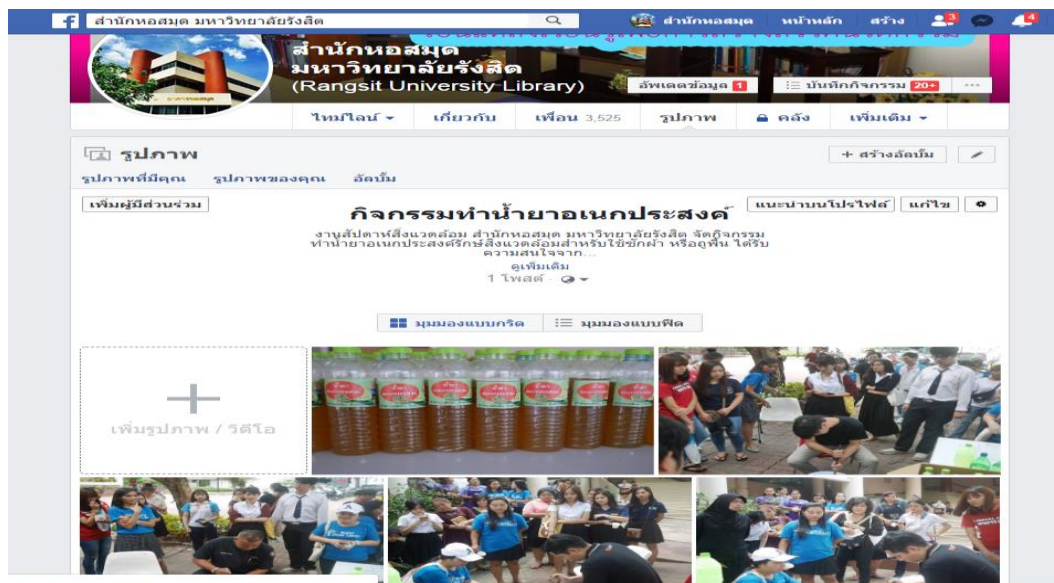 สำนักหอสมุด มหาวิทยาลัยรังสิต
สำนักหอสมุด
หน้าหลัก
สร้าง
3
4
สำนักหอสมุด
มหาวิทยาลัยรังสิต
(Rangsit University Library)
อัพเดตข้อมูล 1
บันทึกกิจกรรม 20+
ไทม์ไลน์
เกี่ยวกับ
เพื่อน 3,525
รูปภาพ
คลัง
เพิ่มเติม
รูปภาพ
+ สร้างอัลบั้ม
รูปภาพที่มีคุณ
รูปภาพของคุณ
อัลบั้ม
เพิ่มผู้มีส่วนร่วม
แนะนำบนโปรไฟล์
แก้ไข
กิจกรรมทำน้ำยาอเนกประสงค์
งานสัปดาห์สิ่งแวดล้อม สำนักหอสมุด มหาวิทยาลัยรังสิต จัดกิจกรรม
ทำน้ำยาอเนกประสงค์รักษ์สิ่งแวดล้อมสำหรับใช้ซักผ้า หรือถูพื้น ได้รับ
ความสนใจจาก...
ดูเพิ่มเติม
1 โพสต์ ·
มุมมองแบบกริด
มุมมองแบบฟีด
เพิ่มรูปภาพ / วิดีโอ